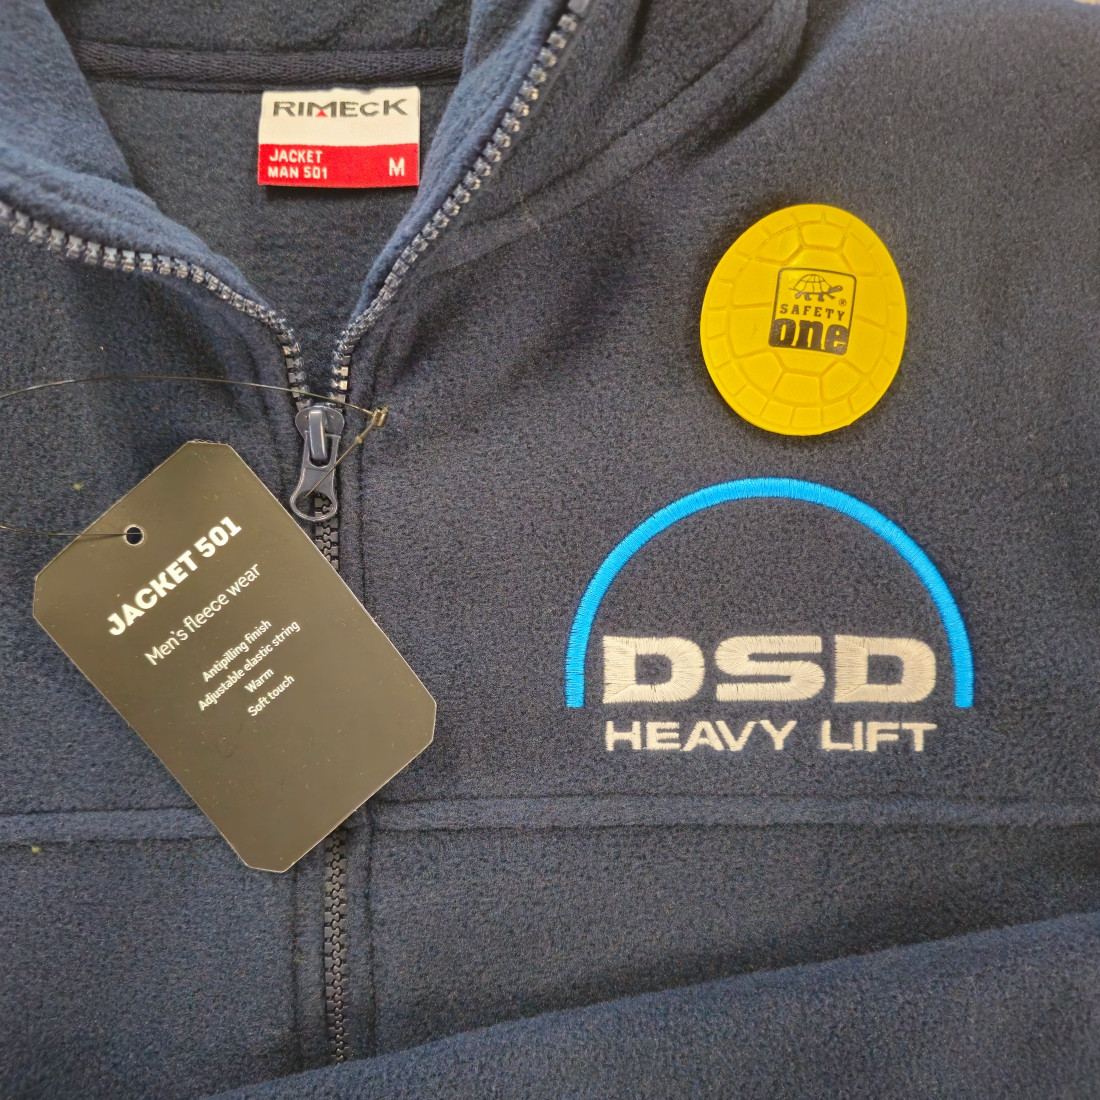 RIMECK
JACKET
MAN 501
M
SAFETY
one
®
JACKET 501
Men's fleece wear
Antipilling finish
Adjustable elastic string
Warm
Soft touch
DSD
HEAVY LIFT